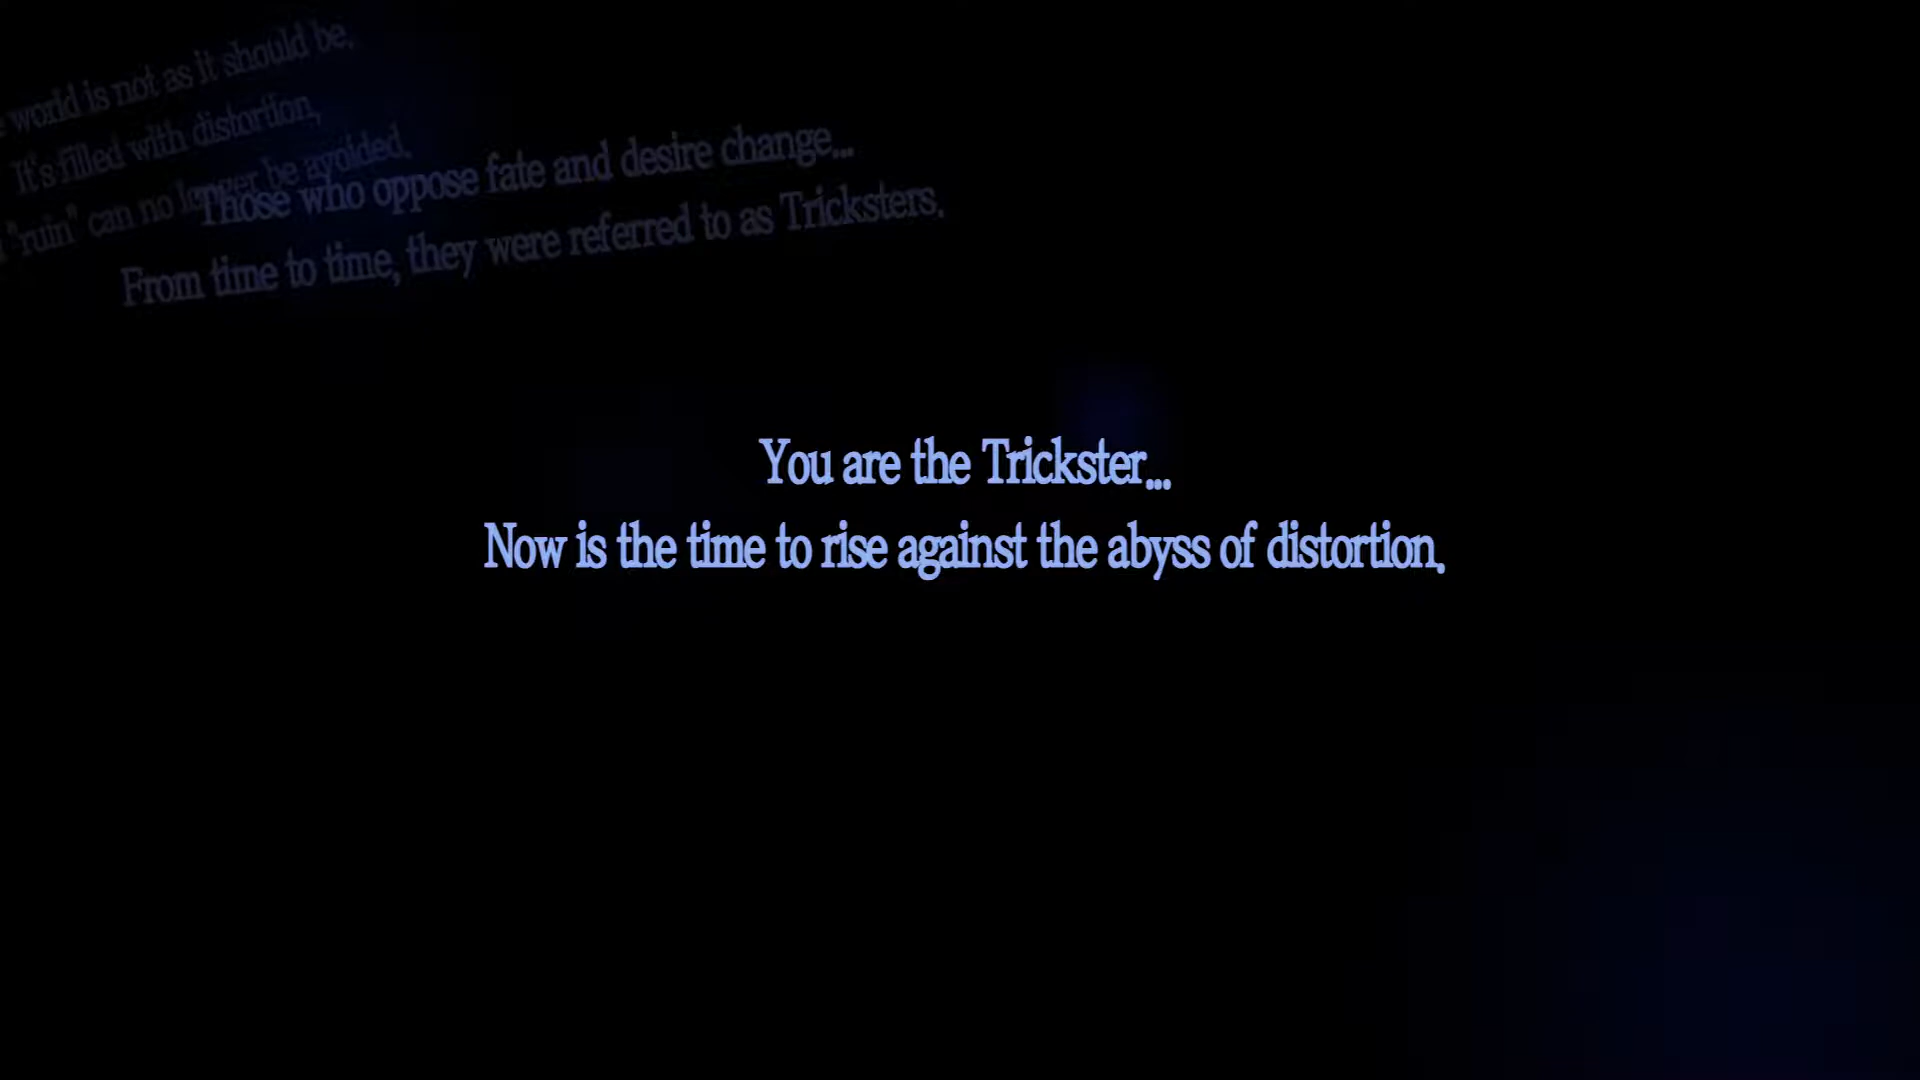 world is not as it should be.
It's filled with distortion,
"ruin" can no longer be avoided.
Those who oppose fate and desire change...
From time to time, they were referred to as Tricksters.
You are the Trickster...
Now is the time to rise against the abyss of distortion.